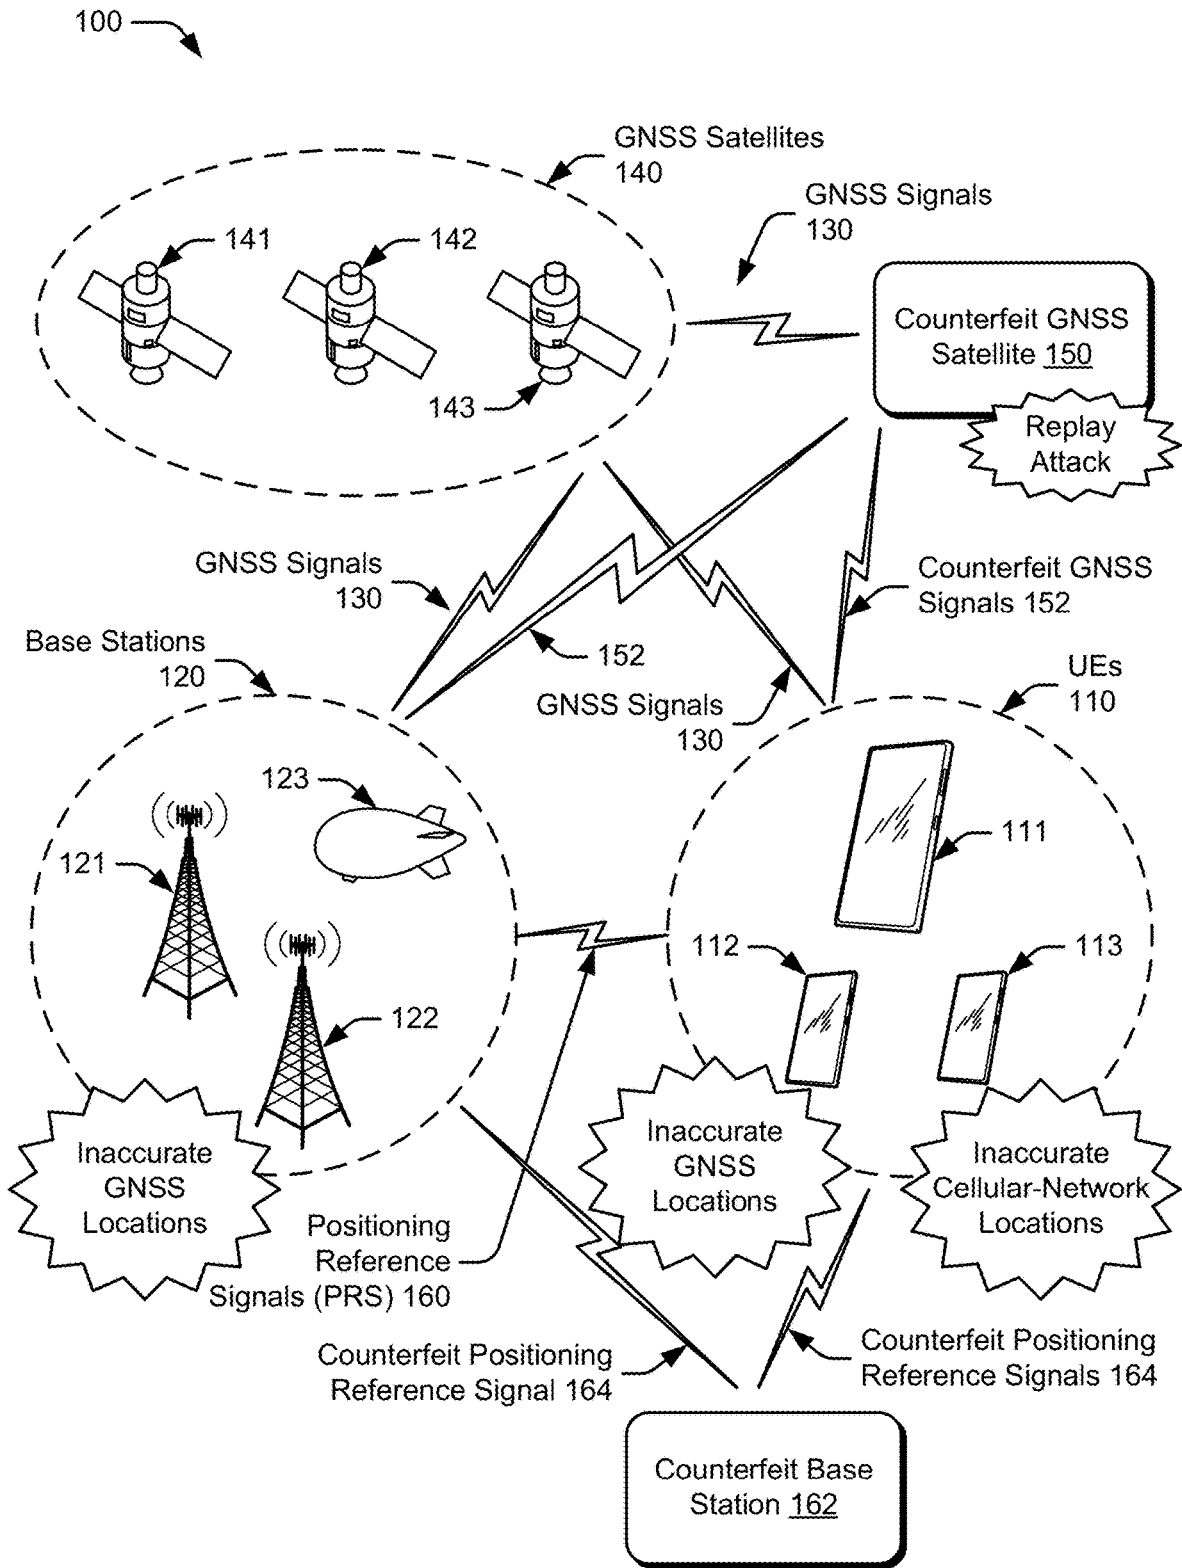 100
GNSS Satellites
140
GNSS Signals
130
141
142
143
Counterfeit GNSS
Satellite 150
Replay
Attack
GNSS Signals
130
Counterfeit GNSS
Signals 152
Base Stations
120
152
GNSS Signals
130
UEs
110
123
121
122
111
112
113
Inaccurate
GNSS
Locations
Inaccurate
GNSS
Locations
Inaccurate
Cellular-Network
Locations
Positioning
Reference
Signals (PRS) 160
Counterfeit Positioning
Reference Signal 164
Counterfeit Positioning
Reference Signals 164
Counterfeit Base
Station 162